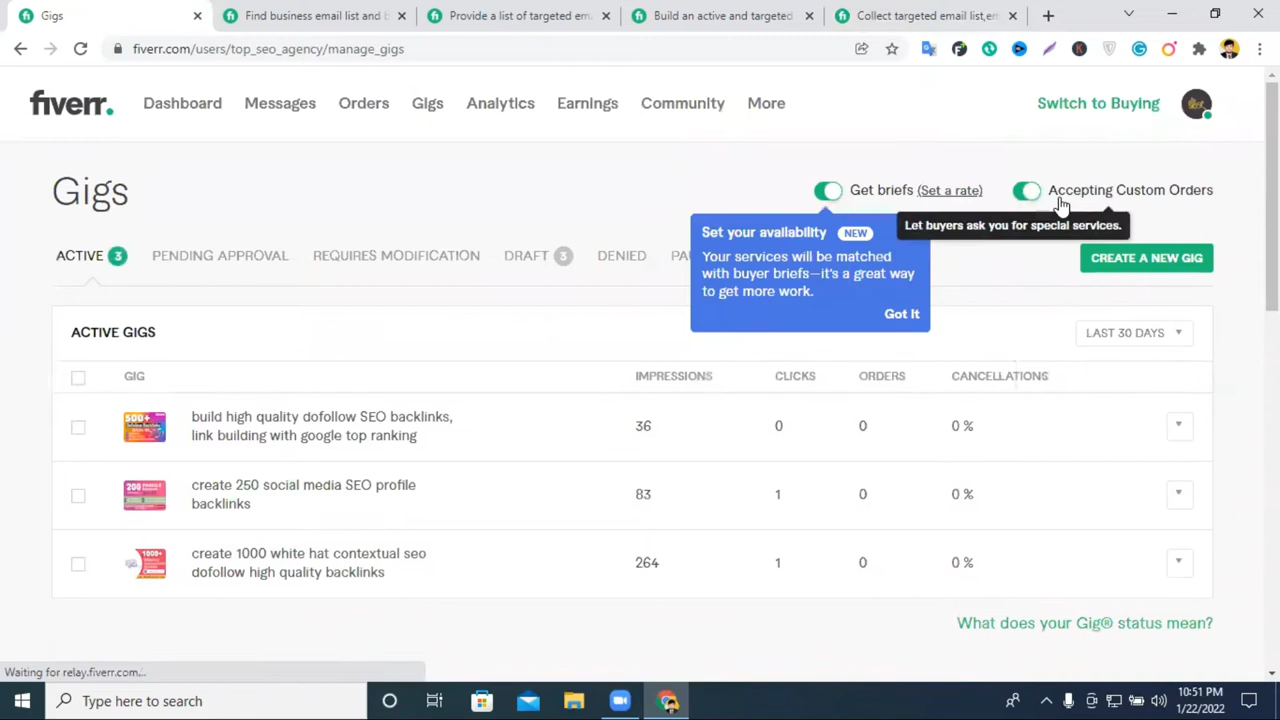 Gigs
Find business email list and b
Provide a list of targeted em
Build an active and targeted
Collect targeted email list,em
fiverr.com/users/top_seo_agency/manage_gigs
fiverr.
Dashboard
Messages
Orders
Gigs
Analytics
Earnings
Community
More
Switch to Buying
Gigs
Get briefs (Set a rate)
Accepting Custom Orders
Let buyers ask you for special services.
Set your availability NEW
Your services will be matched
with buyer briefs—it's a great way
to get more work.
Got It
ACTIVE 3
PENDING APPROVAL
REQUIRES MODIFICATION
DRAFT 3
DENIED
CREATE A NEW GIG
ACTIVE GIGS
LAST 30 DAYS
GIG
IMPRESSIONS
CLICKS
ORDERS
CANCELLATIONS
build high quality dofollow SEO backlinks,
link building with google top ranking
36
0
0
0 %
create 250 social media SEO profile
backlinks
83
1
0
0 %
create 1000 white hat contextual seo
dofollow high quality backlinks
264
1
0
0 %
What does your Gig® status mean?
Waiting for relay.fiverr.com...
Type here to search
10:51 PM
1/22/2022